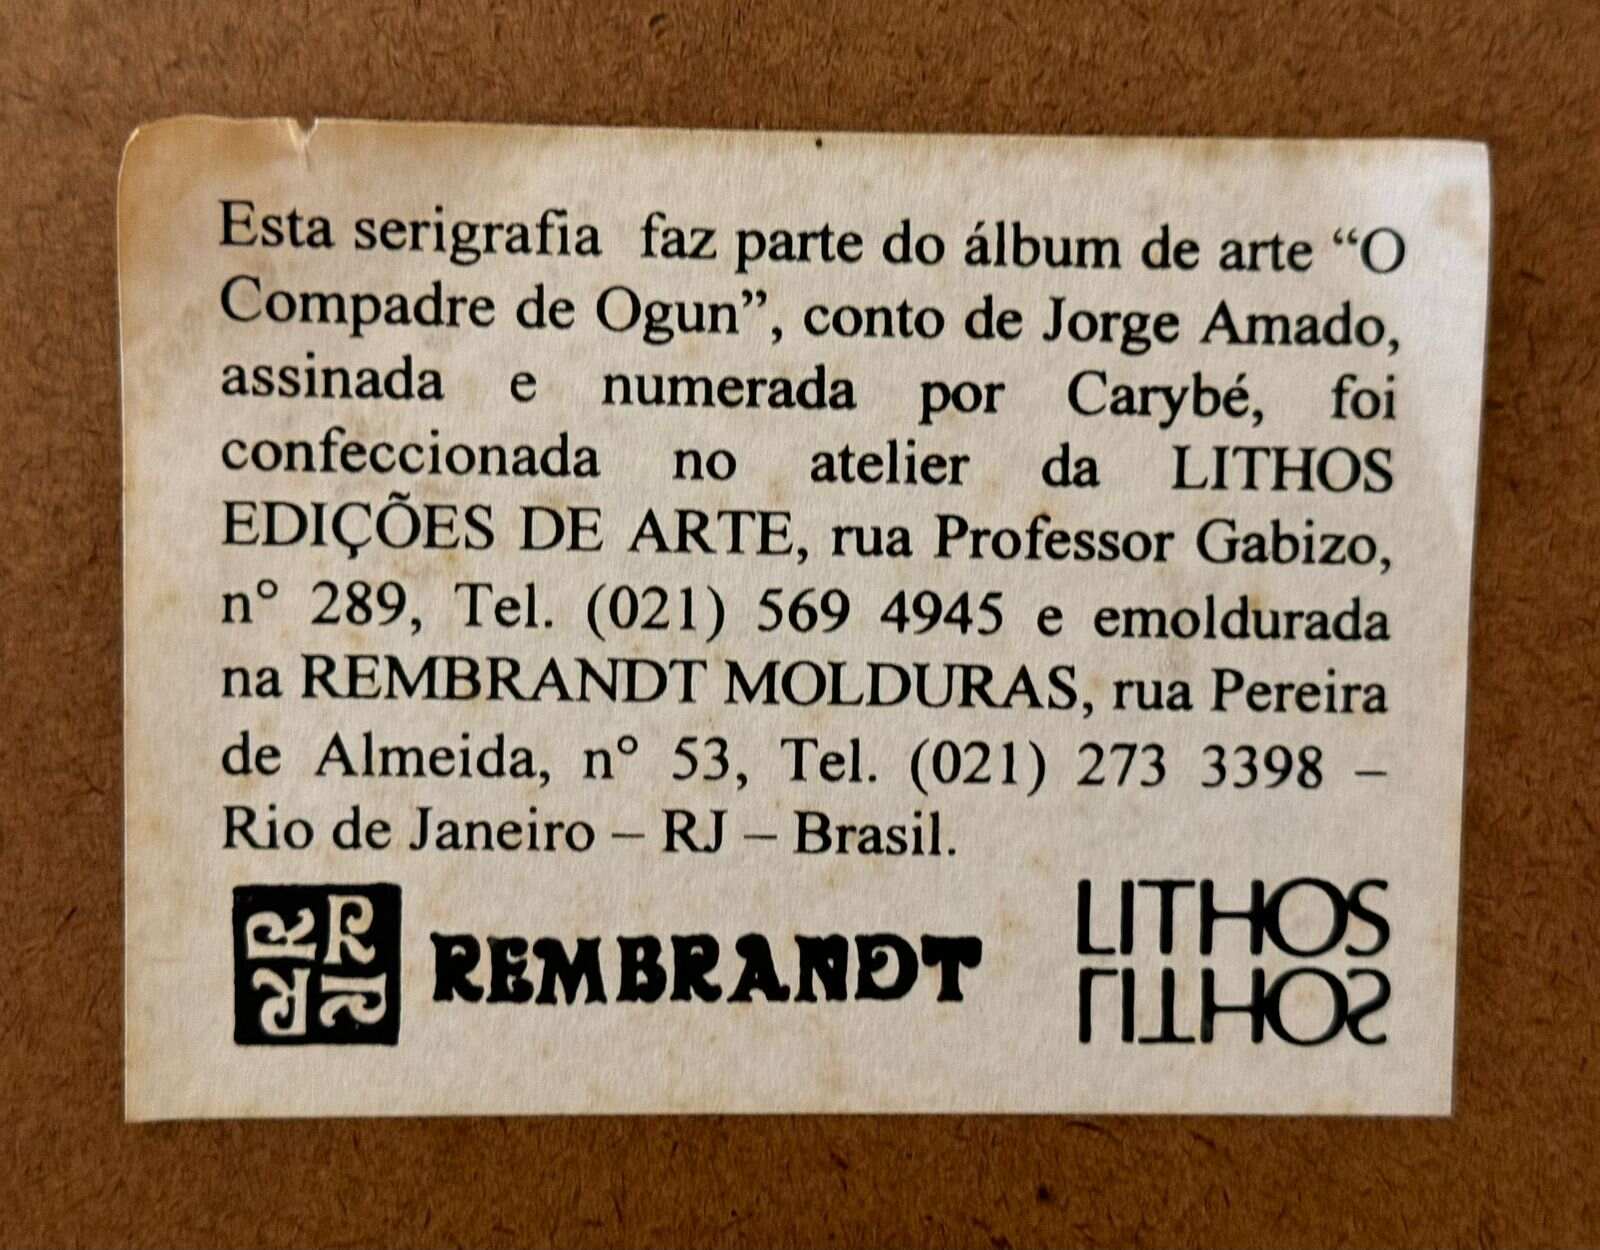 Esta serigrafia faz parte do álbum de arte “O
Compadre de Ogun”, conto de Jorge Amado,
assinada e numerada por Carybé, foi
confeccionada no atelier da LITHOS
EDIÇÕES DE ARTE, rua Professor Gabizo,
nº 289, Tel. (021) 569 4945 e emoldurada
na REMBRANDT MOLDURAS, rua Pereira
de Almeida, nº 53, Tel. (021) 273 3398 –
Rio de Janeiro – RJ – Brasil.
R R R R REMBRANDT
LITHOS
LITHOS